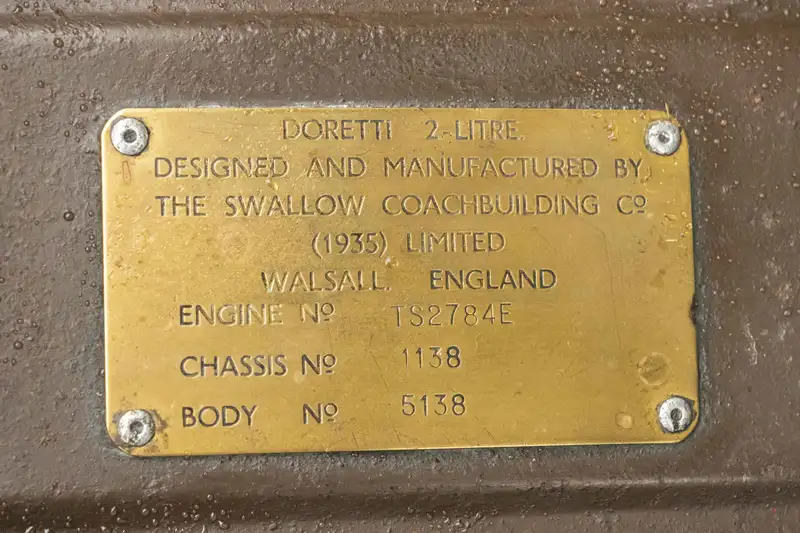 DORETTI 2-LITRE.
DESIGNED AND MANUFACTURED BY
THE SWALLOW COACHBUILDING Cº
(1935) LIMITED
WALSALL. ENGLAND
ENGINE Nº TS2784E
CHASSIS Nº 1138
BODY Nº 5138